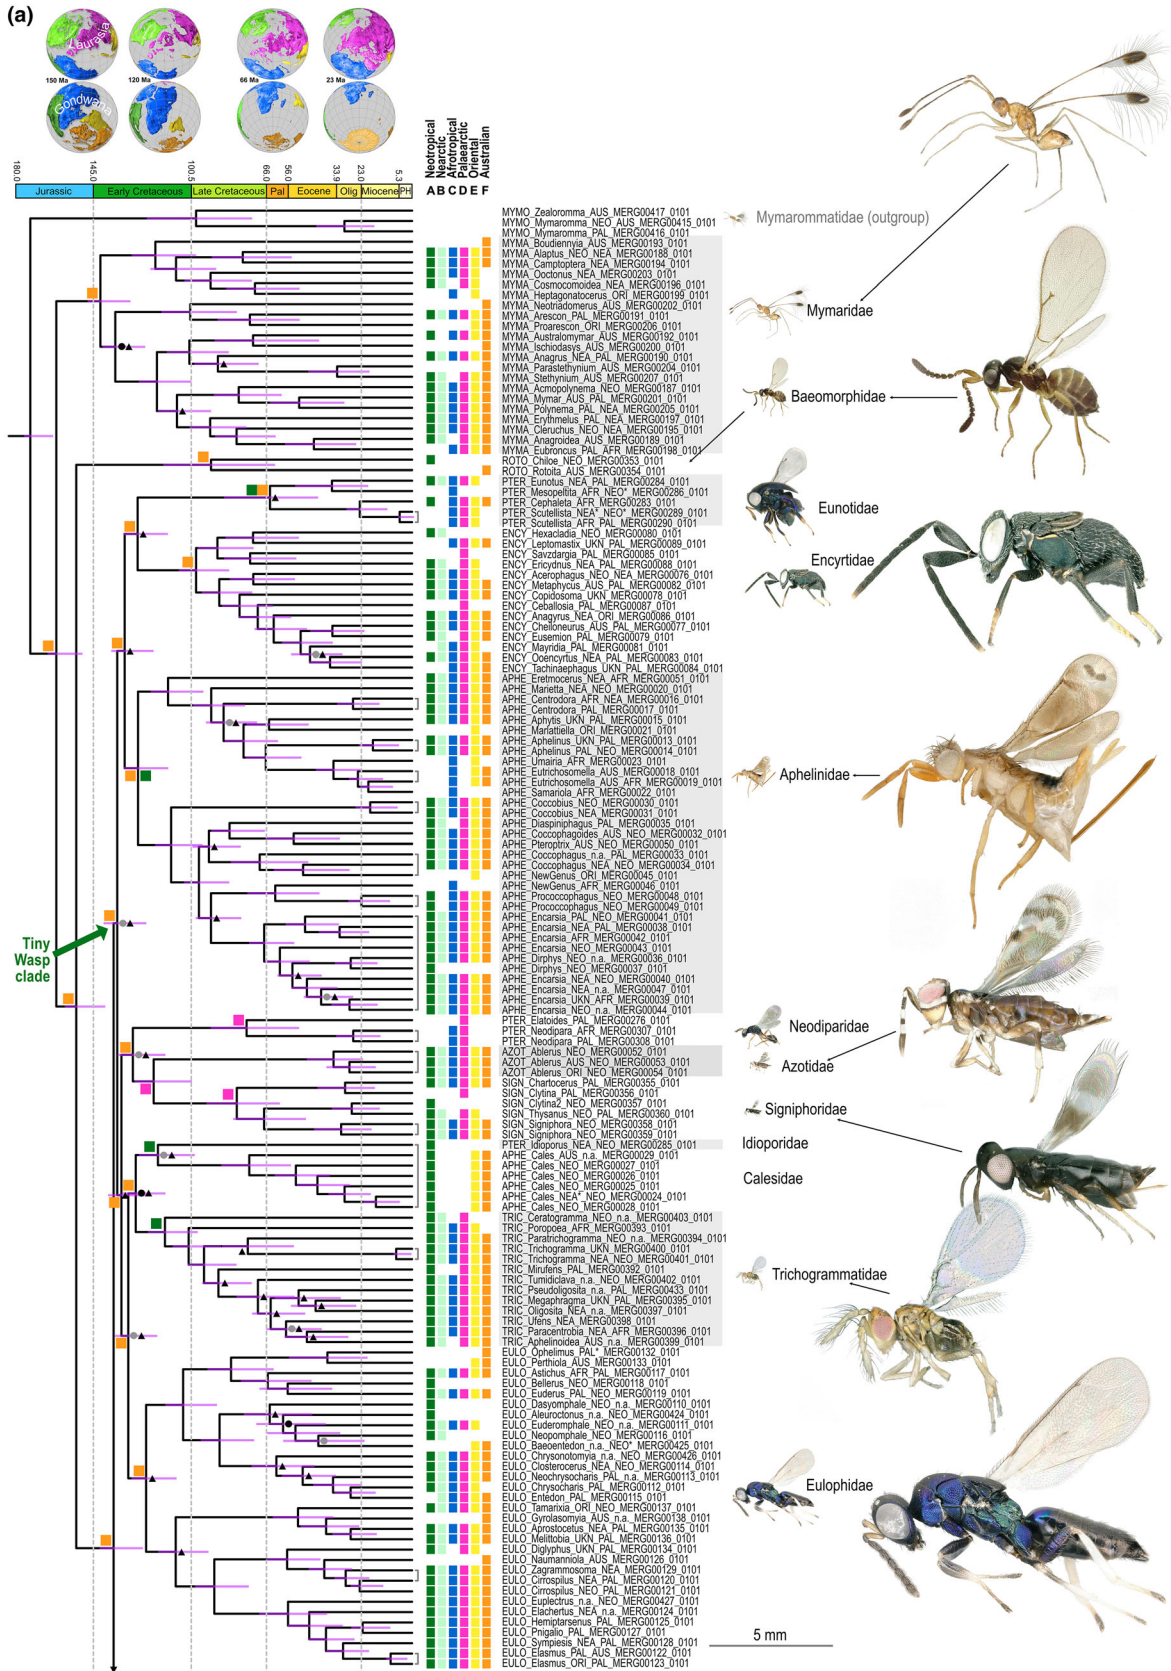 (a)
Laurasia
150 Ma
120 Ma
66 Ma
23 Ma
Gondwana
Neotropical
Nearctic
Afrotropical
Palaearctic
Oriental
Australian
180.0
145.0
100.5
66.0
56.0
33.9
23.0
5.3
A B C D E F
Jurassic
Early Cretaceous
Late Cretaceous
Pal
Eocene
Olig
Miocene
PH
MYMO_Zealaromma_AUS_MERG00417_0101
MYMO_Mymaromma_NEO_AUS_MERG00415_0101
MYMO_Mymaromma_PAL_MERG00416_0101
MYMA_Boudiennyia_AUS_MERG00193_0101
MYMA_Alaptus_NEO_NEA_MERG00188_0101
MYMA_Camptoptera_NEA_MERG00194_0101
MYMA_Ooctonus_NEA_MERG00203_0101
MYMA_Cosmocomoidea_NEA_MERG00196_0101
MYMA_Heptagonatocerus_ORI_MERG00199_0101
MYMA_Neotriadomerus_AUS_MERG00202_0101
MYMA_Arescon_PAL_MERG00191_0101
MYMA_Proarescon_ORI_MERG00206_0101
MYMA_Australomymar_AUS_MERG00192_0101
MYMA_Ischiodasys_AUS_MERG00200_0101
MYMA_Anagrus_NEA_PAL_MERG00190_0101
MYMA_Parastethynium_AUS_MERG00204_0101
MYMA_Stethynium_AUS_MERG00207_0101
MYMA_Acmopolynema_NEO_MERG00187_0101
MYMA_Mymar_AUS_PAL_MERG00201_0101
MYMA_Polynema_PAL_NEA_MERG00205_0101
MYMA_Erythmelus_PAL_NEA_MERG00197_0101
MYMA_Cleruchus_NEO_NEA_MERG00195_0101
MYMA_Anagroidea_AUS_MERG00189_0101
MYMA_Eubroncus_PAL_AFR_MERG00198_0101
ROTO_Chiloe_NEO_MERG00353_0101
ROTO_Rotoita_AUS_MERG00354_0101
PTER_Eunotus_NEA_PAL_MERG00284_0101
PTER_Mesopeltita_AFR_NEO*_MERG00286_0101
PTER_Cephaleta_AFR_MERG00283_0101
PTER_Scutellista_NEA*_NEO*_MERG00289_0101
PTER_Scutellista_AFR_PAL_MERG00290_0101
ENCY_Hexacladia_NEO_MERG00080_0101
ENCY_Leptomastix_UKN_PAL_MERG00089_0101
ENCY_Savzdargia_PAL_MERG00085_0101
ENCY_Ericydnus_NEA_PAL_MERG00088_0101
ENCY_Acerophagus_NEO_NEA_MERG00076_0101
ENCY_Metaphycus_AUS_PAL_MERG00082_0101
ENCY_Copidosoma_UKN_MERG00078_0101
ENCY_Ceballosia_PAL_MERG00087_0101
ENCY_Anagyrus_NEA_ORI_MERG00086_0101
ENCY_Cheiloneurus_AUS_PAL_MERG00077_0101
ENCY_Eusemion_PAL_MERG00079_0101
ENCY_Mayridia_PAL_MERG00081_0101
ENCY_Ooencyrtus_NEA_PAL_MERG00083_0101
ENCY_Tachinaephagus_UKN_PAL_MERG00084_0101
APHE_Eretmocerus_NEA_AFR_MERG00051_0101
APHE_Marietta_NEA_NEO_MERG00020_0101
APHE_Centrodora_AFR_NEA_MERG00016_0101
APHE_Centrodora_PAL_MERG00017_0101
APHE_Aphytis_UKN_PAL_MERG00015_0101
APHE_Marlattiella_ORI_MERG00021_0101
APHE_Aphelinus_UKN_PAL_MERG00013_0101
APHE_Aphelinus_PAL_NEO_MERG00014_0101
APHE_Umairia_AFR_MERG00023_0101
APHE_Eutrichosomella_AUS_MERG00018_0101
APHE_Eutrichosomella_AUS_AFR_MERG00019_0101
APHE_Samariola_AFR_MERG00022_0101
APHE_Coccobius_NEO_MERG00030_0101
APHE_Coccobius_NEA_MERG00031_0101
APHE_Diaspiniphagus_PAL_MERG00035_0101
APHE_Coccophagoides_AUS_NEO_MERG00032_0101
APHE_Pteroptrix_AUS_NEO_MERG00050_0101
APHE_Coccophagus_n.a._PAL_MERG00033_0101
APHE_Coccophagus_NEA_NEO_MERG00034_0101
APHE_NewGenus_ORI_MERG00045_0101
APHE_NewGenus_AFR_MERG00046_0101
APHE_Prococcophagus_NEO_MERG00048_0101
APHE_Prococcophagus_NEO_MERG00049_0101
APHE_Encarsia_PAL_NEO_MERG00041_0101
APHE_Encarsia_NEA_PAL_MERG00038_0101
APHE_Encarsia_AFR_MERG00042_0101
APHE_Encarsia_NEO_MERG00043_0101
APHE_Dirphys_NEO_n.a._MERG00036_0101
APHE_Dirphys_NEO_MERG00037_0101
APHE_Encarsia_NEA_NEO_MERG00040_0101
APHE_Encarsia_NEA_n.a._MERG00047_0101
APHE_Encarsia_UKN_AFR_MERG00039_0101
APHE_Encarsia_NEO_n.a._MERG00044_0101
PTER_Elatoides_PAL_MERG00276_0101
PTER_Neodipara_AFR_MERG00307_0101
PTER_Neodipara_PAL_MERG00308_0101
AZOT_Ablerus_NEO_MERG00052_0101
AZOT_Ablerus_AUS_NEO_MERG00053_0101
AZOT_Ablerus_ORI_NEO_MERG00054_0101
SIGN_Chartocerus_PAL_MERG00355_0101
SIGN_Clytina_PAL_MERG00356_0101
SIGN_Clytina2_NEO_MERG00357_0101
SIGN_Thysanus_NEO_PAL_MERG00360_0101
SIGN_Signiphora_NEO_MERG00358_0101
SIGN_Signiphora_NEO_MERG00359_0101
PTER_Idioporus_NEA_NEO_MERG00285_0101
APHE_Cales_AUS_n.a._MERG00029_0101
APHE_Cales_NEO_MERG00027_0101
APHE_Cales_NEO_MERG00026_0101
APHE_Cales_NEO_MERG00025_0101
APHE_Cales_NEA*_NEO_MERG00024_0101
APHE_Cales_NEO_MERG00028_0101
TRIC_Ceratogramma_NEO_n.a._MERG00403_0101
TRIC_Poropoea_AFR_MERG00393_0101
TRIC_Paratrichogramma_NEO_n.a._MERG00394_0101
TRIC_Trichogramma_UKN_MERG00400_0101
TRIC_Trichogramma_NEA_NEO_MERG00401_0101
TRIC_Mirufens_PAL_MERG00392_0101
TRIC_Tumidiclava_n.a._NEO_MERG00402_0101
TRIC_Pseudoligosita_n.a._PAL_MERG00433_0101
TRIC_Megaphragma_UKN_PAL_MERG00395_0101
TRIC_Oligosita_NEA_n.a._MERG00397_0101
TRIC_Ufens_NEA_MERG00398_0101
TRIC_Paracentrobia_NEA_AFR_MERG00396_0101
TRIC_Aphelinoidea_AUS_n.a._MERG00399_0101
EULO_Ophelimus_PAL*_MERG00132_0101
EULO_Perthiola_AUS_MERG00133_0101
EULO_Astichus_AFR_PAL_MERG00117_0101
EULO_Bellerus_NEO_MERG00118_0101
EULO_Euderus_PAL_NEO_MERG00119_0101
EULO_Dasyomphale_NEO_MERG00110_0101
EULO_Aleuroctonus_n.a._MERG00424_0101
EULO_Euderomphale_NEO_n.a._MERG00111_0101
EULO_Neopomphale_NEO_MERG00116_0101
EULO_Baeoentedon_n.a._NEO*_MERG00425_0101
EULO_Chrysonotomyia_n.a._NEO_MERG00426_0101
EULO_Closterocerus_NEA_NEO_MERG00114_0101
EULO_Neochrysocharis_PAL_n.a._MERG00113_0101
EULO_Chrysocharis_PAL_MERG00112_0101
EULO_Entedon_PAL_MERG00115_0101
EULO_Tamarixia_ORI_NEO_MERG00137_0101
EULO_Gyrolasomyia_AUS_n.a._MERG00138_0101
EULO_Aprostocetus_NEA_PAL_MERG00135_0101
EULO_Melittobia_UKN_PAL_MERG00136_0101
EULO_Diglyphus_UKN_PAL_MERG00134_0101
EULO_Naumanniola_AUS_MERG00126_0101
EULO_Zagrammosoma_NEA_MERG00129_0101
EULO_Cirrospilus_NEA_PAL_MERG00120_0101
EULO_Cirrospilus_NEO_PAL_MERG00121_0101
EULO_Euplectrus_n.a._NEO_MERG00427_0101
EULO_Elachertus_NEA_n.a._MERG00124_0101
EULO_Hemiptarsenus_PAL_MERG00125_0101
EULO_Pnigalio_PAL_MERG00127_0101
EULO_Sympiesis_NEA_PAL_MERG00128_0101
EULO_Elasmus_PAL_AUS_MERG00122_0101
EULO_Elasmus_ORI_PAL_MERG00123_0101
Tiny
Wasp
clade
Mymarommatidae (outgroup)
Mymaridae
Baeomorphidae
Eunotidae
Encyrtidae
Aphelinidae
Neodiparidae
Azotidae
Signiphoridae
Idioporidae
Calesidae
Trichogrammatidae
Eulophidae
5 mm